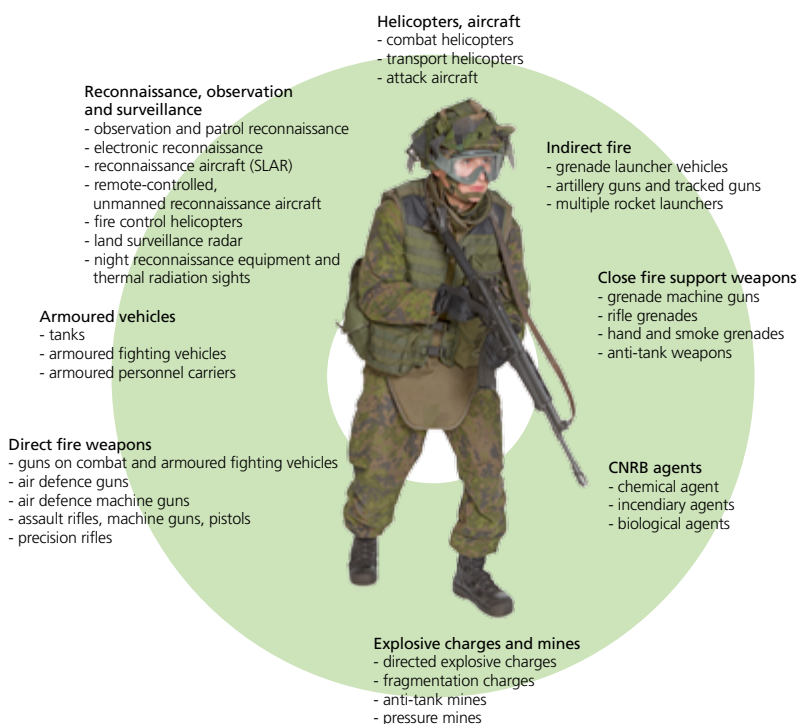 Helicopters, aircraft
- combat helicopters
- transport helicopters
- attack aircraft
Reconnaissance, observation
and surveillance
- observation and patrol reconnaissance
- electronic reconnaissance
- reconnaissance aircraft (SLAR)
- remote-controlled,
unmanned reconnaissance aircraft
- fire control helicopters
- land surveillance radar
- night reconnaissance equipment and
thermal radiation sights
Indirect fire
- grenade launcher vehicles
- artillery guns and tracked guns
- multiple rocket launchers
Close fire support weapons
- grenade machine guns
- rifle grenades
- hand and smoke grenades
- anti-tank weapons
Armoured vehicles
- tanks
- armoured fighting vehicles
- armoured personnel carriers
Direct fire weapons
- guns on combat and armoured fighting vehicles
- air defence guns
- air defence machine guns
- assault rifles, machine guns, pistols
- precision rifles
CNRB agents
- chemical agent
- incendiary agents
- biological agents
Explosive charges and mines
- directed explosive charges
- fragmentation charges
- anti-tank mines
- pressure mines